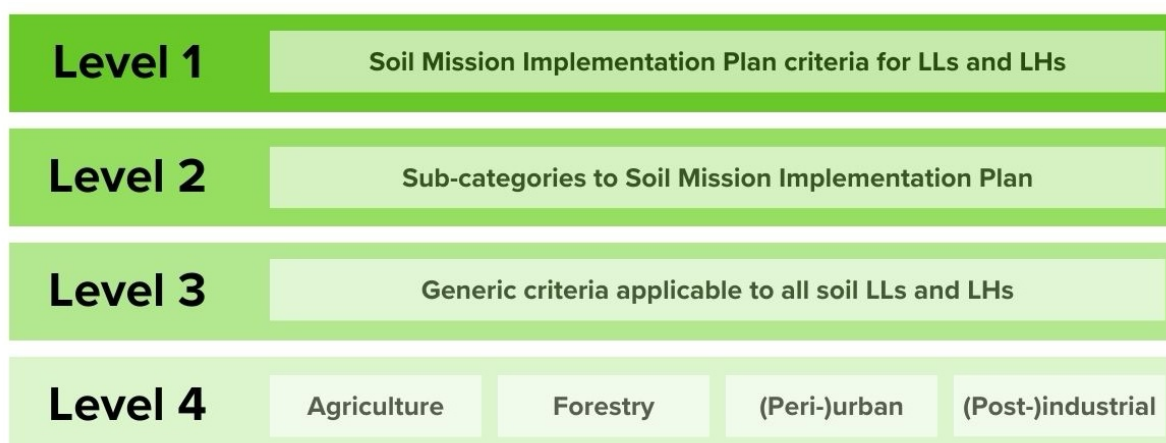 Level 1
Soil Mission Implementation Plan criteria for LLs and LHs
Level 2
Sub-categories to Soil Mission Implementation Plan
Level 3
Generic criteria applicable to all soil LLs and LHs
Level 4
Agriculture
Forestry
(Peri-)urban
(Post-)industrial